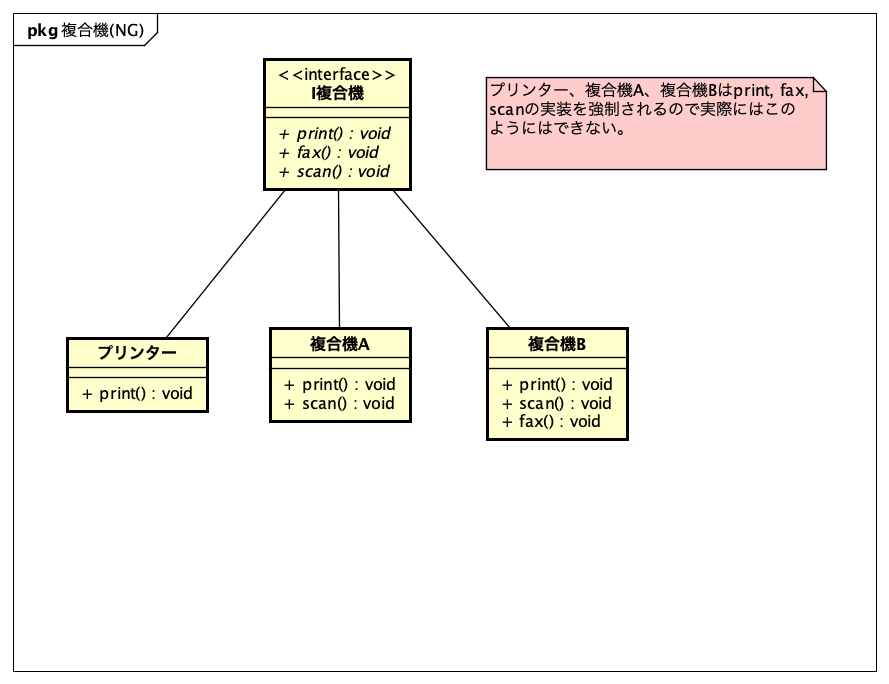 pkg 複合機(NG)
<<interface>>
I複合機
+ print() : void
+ fax() : void
+ scan() : void
プリンター、複合機A、複合機Bはprint, fax,
scanの実装を強制されるので実際にはこの
ようにはできない。
プリンター
+ print() : void
複合機A
+ print() : void
+ scan() : void
複合機B
+ print() : void
+ scan() : void
+ fax() : void